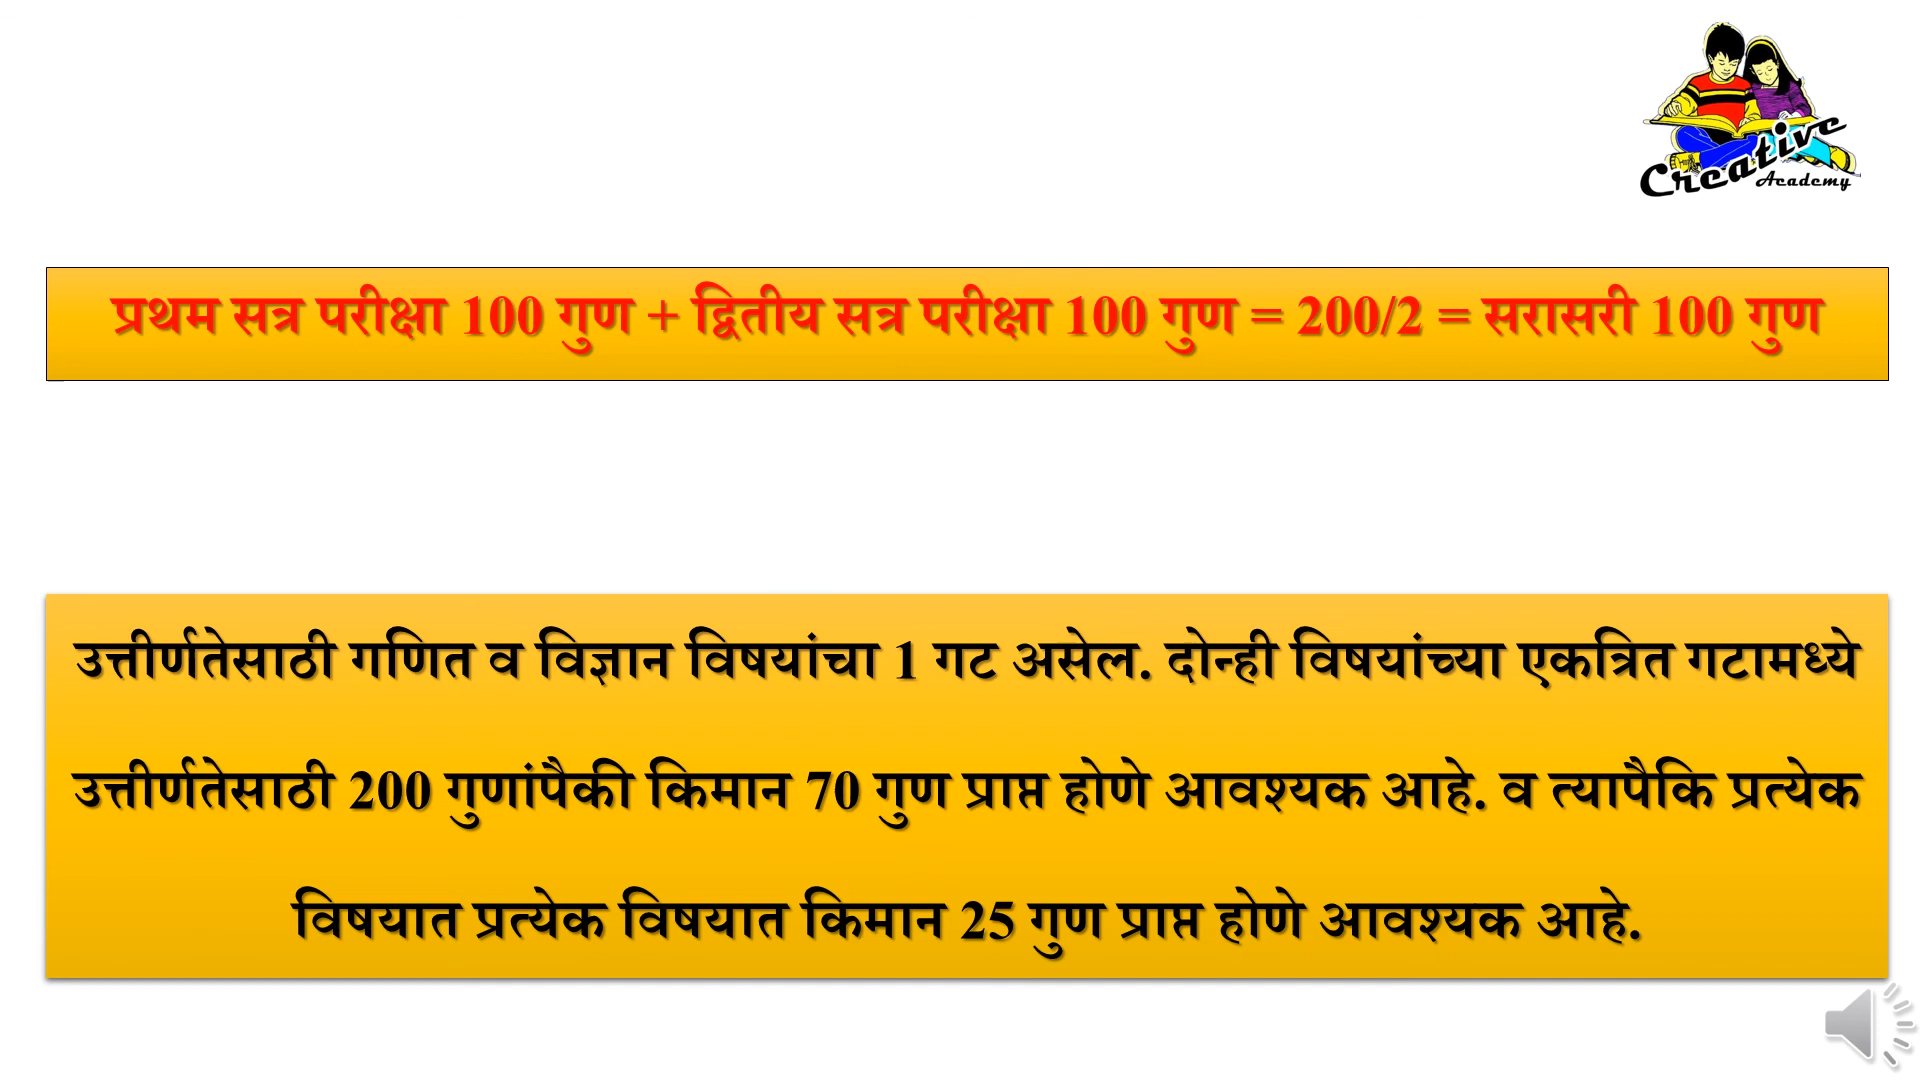 Creative
Academy
प्रथम सत्र परीक्षा 100 गुण + द्वितीय सत्र परीक्षा 100 गुण = 200/2 = सरासरी 100 गुण
उत्तीर्णतेसाठी गणित व विज्ञान विषयांचा 1 गट असेल. दोन्ही विषयांच्या एकत्रित गटामध्ये
उत्तीर्णतेसाठी 200 गुणांपैकी किमान 70 गुण प्राप्त होणे आवश्यक आहे. व त्यापैकि प्रत्येक
विषयात प्रत्येक विषयात किमान 25 गुण प्राप्त होणे आवश्यक आहे.